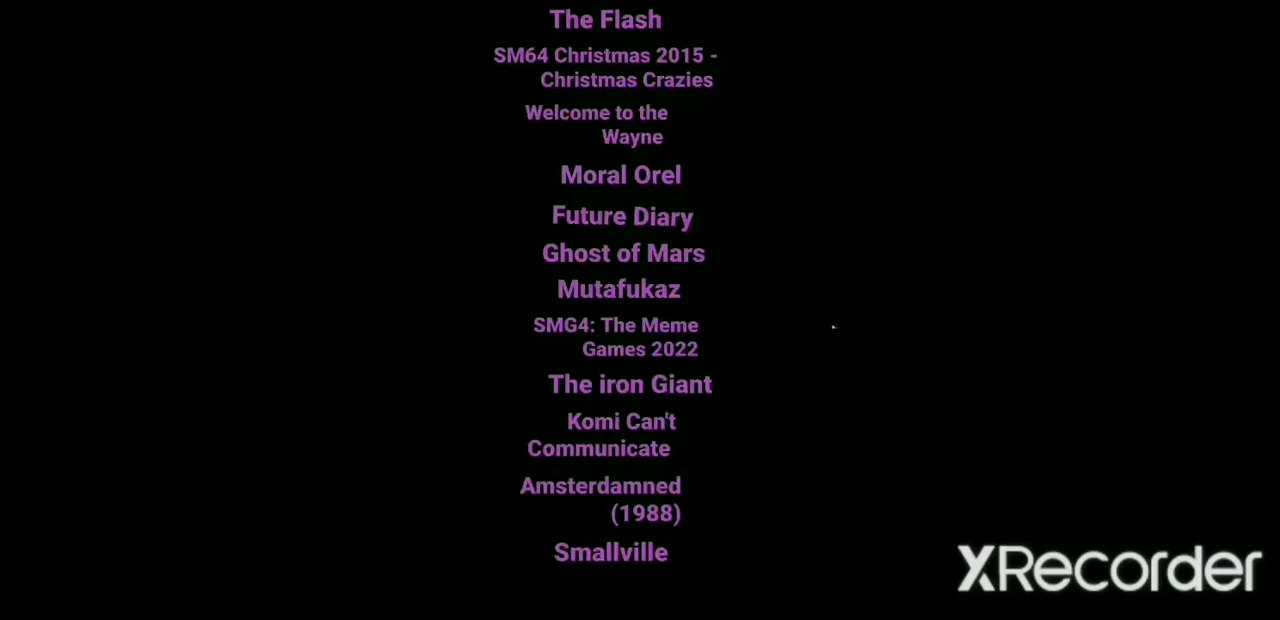 The Flash
SM64 Christmas 2015 -
Christmas Crazies
Welcome to the
Wayne
Moral Orel
Future Diary
Ghost of Mars
Mutafukaz
SMG4: The Meme
Games 2022
The iron Giant
Komi Can't
Communicate
Amsterdamned
(1988)
Smallville
XRecorder